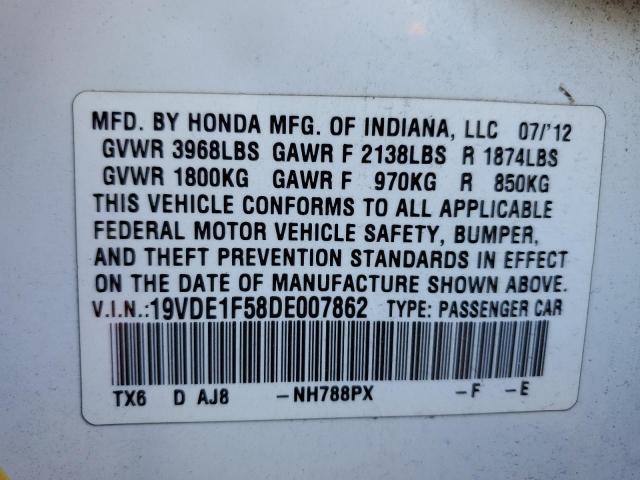 MFD. BY HONDA MFG. OF INDIANA, LLC 07/'12
GVWR 3968LBS GAWR F 2138LBS R 1874LBS
GVWR 1800KG GAWR F 970KG R 850KG
THIS VEHICLE CONFORMS TO ALL APPLICABLE
FEDERAL MOTOR VEHICLE SAFETY, BUMPER,
AND THEFT PREVENTION STANDARDS IN EFFECT
ON THE DATE OF MANUFACTURE SHOWN ABOVE.
V.I.N.:19VDE1F58DE007862 TYPE: PASSENGER CAR
TX6 D AJ8 -NH788PX -F -E